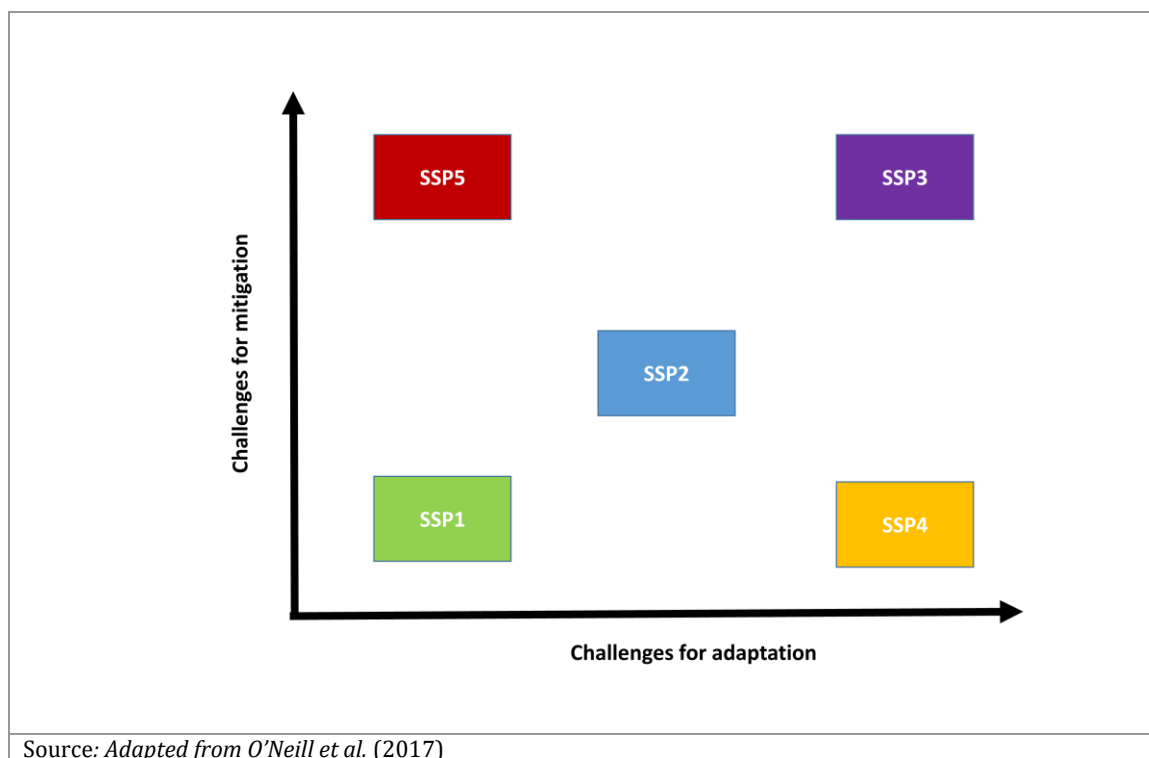 SSP5
SSP3
Challenges for mitigation
SSP2
SSP1
SSP4
Challenges for adaptation
Source: Adapted from O’Neill et al. (2017)